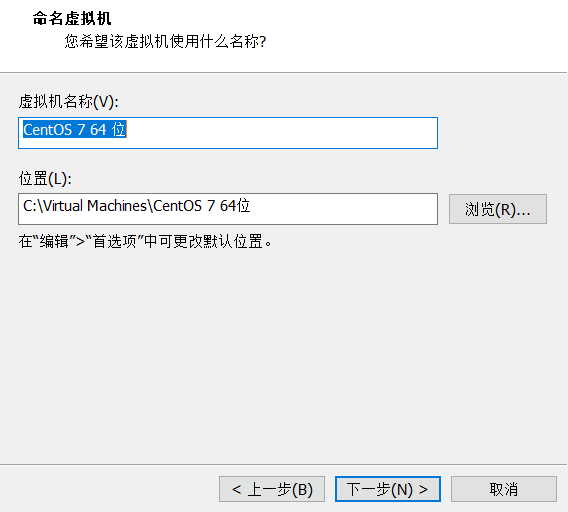 命名虚拟机
您希望该虚拟机使用什么名称?
虚拟机名称(V):
CentOS 7 64 位
位置(L):
C:\Virtual Machines\CentOS 7 64位
浏览(R)...
在“编辑”>“首选项”中可更改默认位置。
< 上一步(B)
下一步(N) >
取消